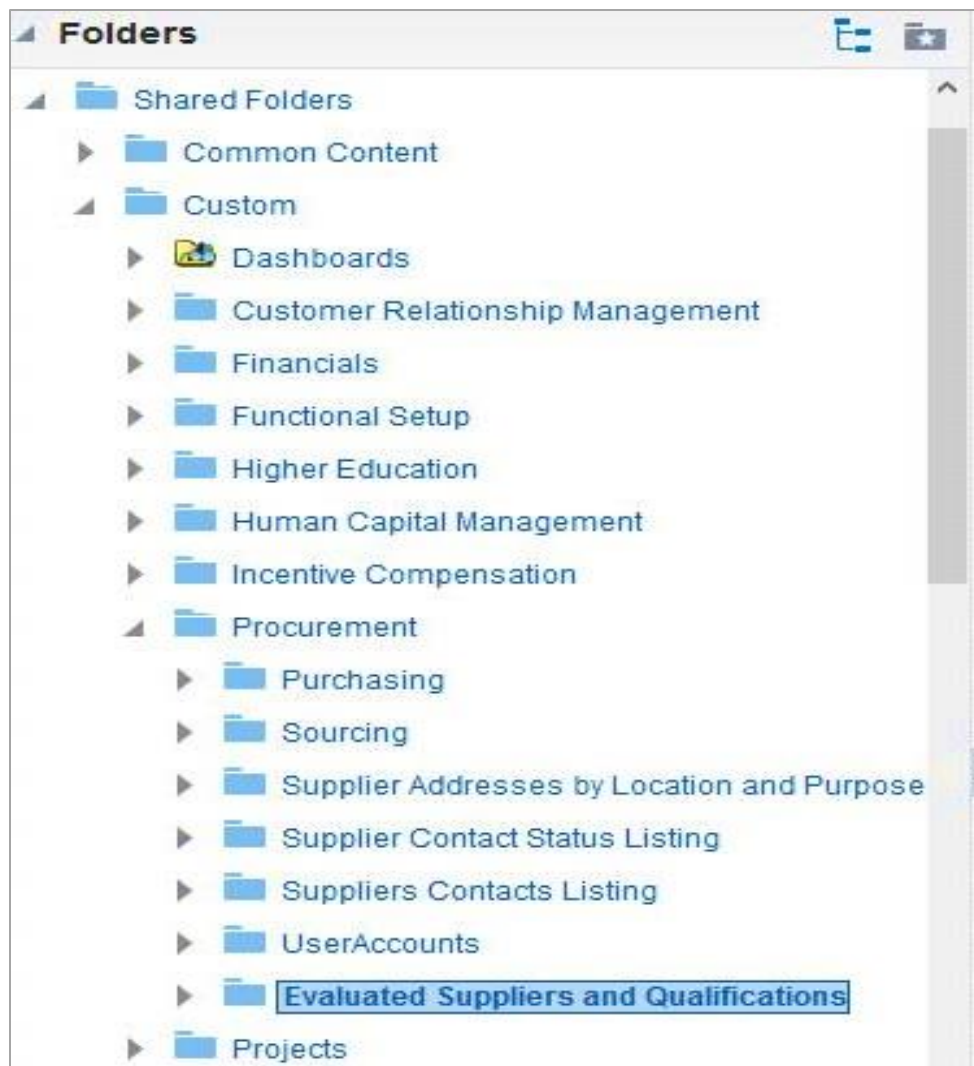 Folders
Shared Folders
Common Content
Custom
Dashboards
Customer Relationship Management
Financials
Functional Setup
Higher Education
Human Capital Management
Incentive Compensation
Procurement
Purchasing
Sourcing
Supplier Addresses by Location and Purpose
Supplier Contact Status Listing
Suppliers Contacts Listing
UserAccounts
Evaluated Suppliers and Qualifications
Projects